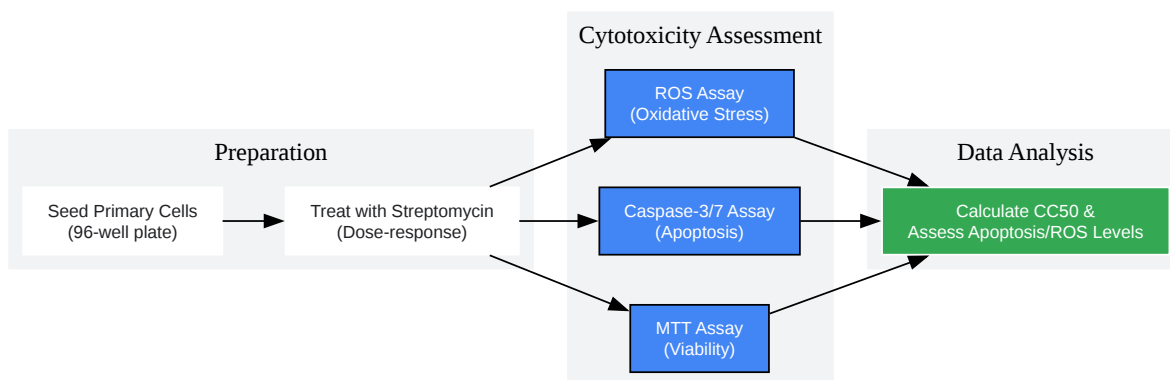 Preparation
Seed Primary Cells
(96-well plate)
Treat with Streptomycin
(Dose-response)
Cytotoxicity Assessment
ROS Assay
(Oxidative Stress)
Caspase-3/7 Assay
(Apoptosis)
MTT Assay
(Viability)
Data Analysis
Calculate CC50 &
Assess Apoptosis/ROS Levels